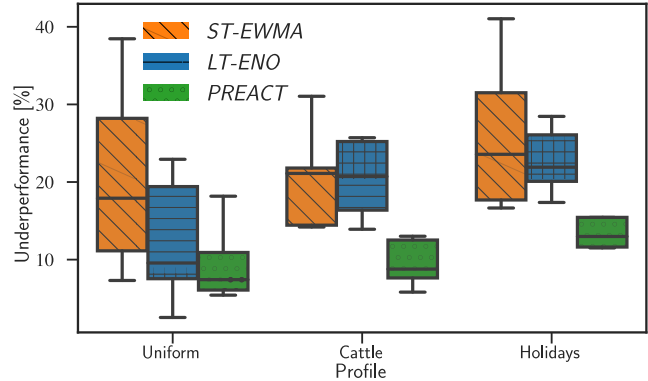 40
30
20
10
Underperformance [%]
ST-EWMA
LT-ENO
PREACT
Uniform
Cattle
Holidays
Profile